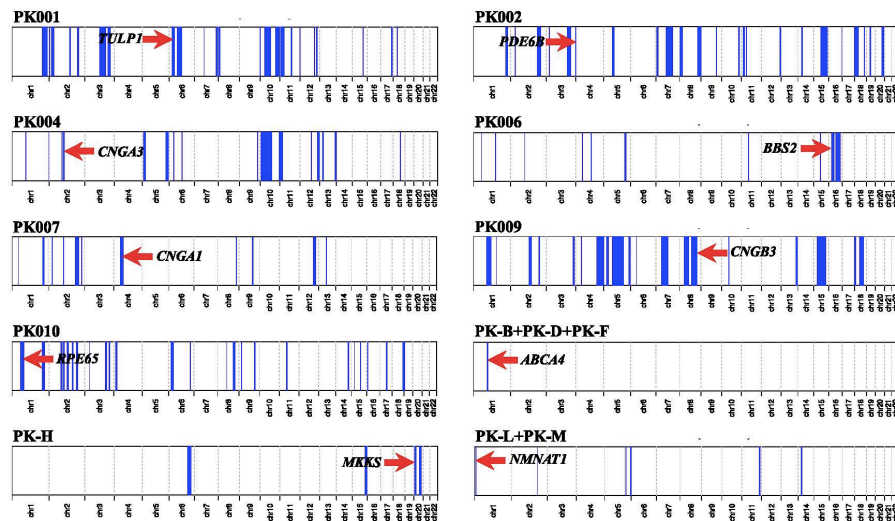 PK001 PK002
TULP1 PDE6B
chr1 chr2 chr3 chr4 chr5 chr6 chr7 chr8 chr9 chr10 chr11 chr12 chr13 chr14 chr15 chr16 chr17 chr18 chr19 chr20 chr21 chr22 chr1 chr2 chr3 chr4 chr5 chr6 chr7 chr8 chr9 chr10 chr11 chr12 chr13 chr14 chr15 chr16 chr17 chr18 chr19 chr20 chr21
PK004 PK006
CNGA3 BBS2
chr1 chr2 chr3 chr4 chr5 chr6 chr7 chr8 chr9 chr10 chr11 chr12 chr13 chr14 chr15 chr16 chr17 chr18 chr19 chr20 chr21 chr22 chr1 chr2 chr3 chr4 chr5 chr6 chr7 chr8 chr9 chr10 chr11 chr12 chr13 chr14 chr15 chr16 chr17 chr18 chr19 chr20 chr21
PK007 PK009
CNGA1 CNGB3
chr1 chr2 chr3 chr4 chr5 chr6 chr7 chr8 chr9 chr10 chr11 chr12 chr13 chr14 chr15 chr16 chr17 chr18 chr19 chr20 chr21 chr22 chr1 chr2 chr3 chr4 chr5 chr6 chr7 chr8 chr9 chr10 chr11 chr12 chr13 chr14 chr15 chr16 chr17 chr18 chr19 chr20 chr21
PK010 PK-B+PK-D+PK-F
RPE65 ABCA4
chr1 chr2 chr3 chr4 chr5 chr6 chr7 chr8 chr9 chr10 chr11 chr12 chr13 chr14 chr15 chr16 chr17 chr18 chr19 chr20 chr21 chr22 chr1 chr2 chr3 chr4 chr5 chr6 chr7 chr8 chr9 chr10 chr11 chr12 chr13 chr14 chr15 chr16 chr17 chr18 chr19 chr20 chr21
PK-H PK-L+PK-M
MKKS NMNAT1
chr1 chr2 chr3 chr4 chr5 chr6 chr7 chr8 chr9 chr10 chr11 chr12 chr13 chr14 chr15 chr16 chr17 chr18 chr19 chr20 chr21 chr22 chr1 chr2 chr3 chr4 chr5 chr6 chr7 chr8 chr9 chr10 chr11 chr12 chr13 chr14 chr15 chr16 chr17 chr18 chr19 chr20 chr21